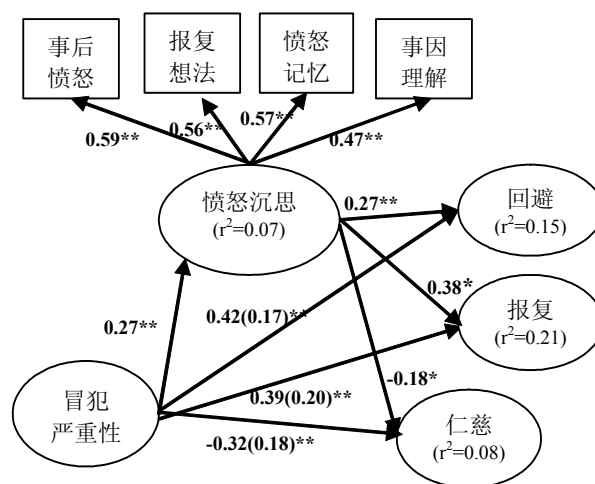 事后
愤怒
报复
想法
愤怒
记忆
事因
理解
0.59**
0.56**
0.57**
0.47**
愤怒沉思
(r²=0.07)
0.27**
回避
(r²=0.15)
0.38*
报复
(r²=0.21)
0.27**
0.42(0.17)**
0.39(0.20)**
-0.18*
冒犯
严重性
-0.32(0.18)**
仁慈
(r²=0.08)